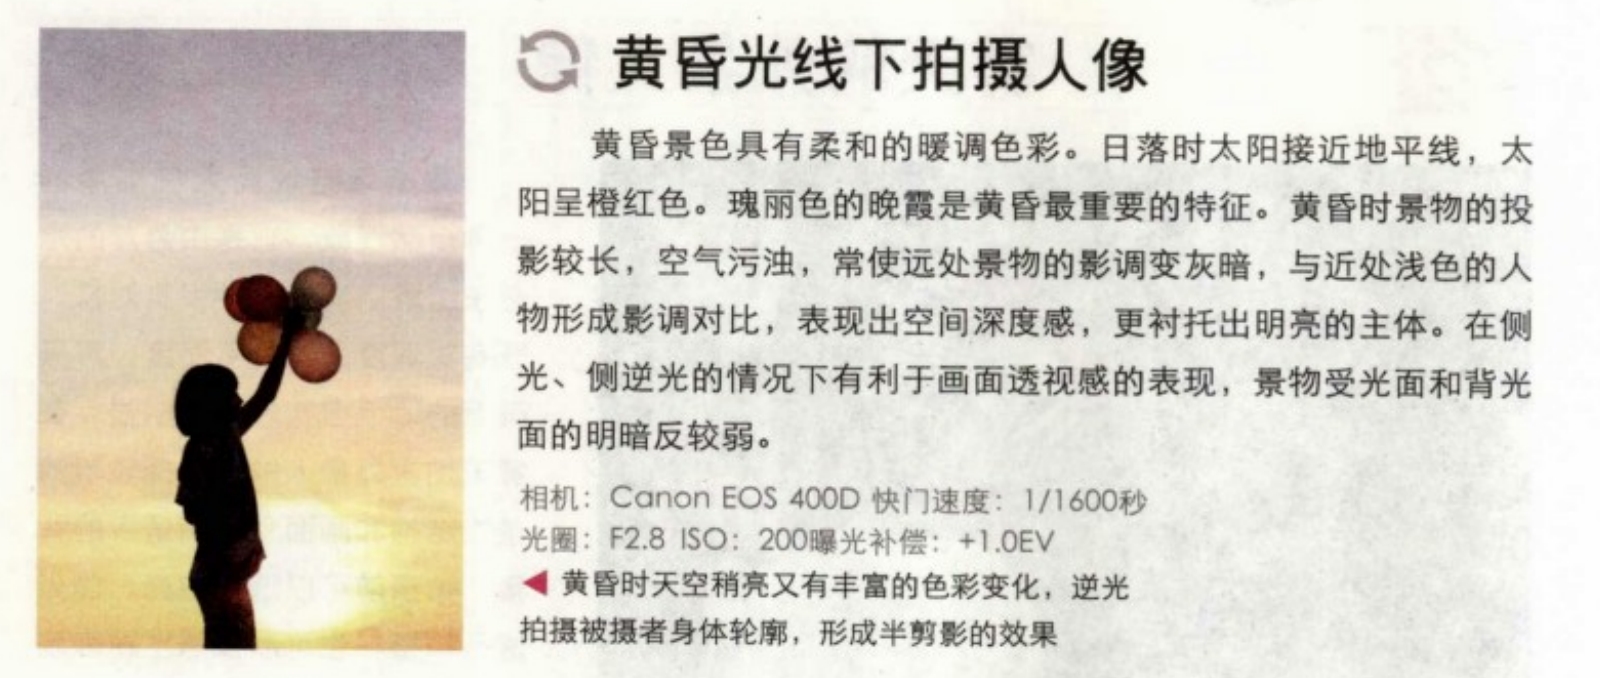 黄昏光线下拍摄人像
黄昏景色具有柔和的暖调色彩。日落时太阳接近地平线，太
阳呈橙红色。瑰丽色的晚霞是黄昏最重要的特征。黄昏时景物的投
影较长，空气污浊，常使远处景物的影调变灰暗，与近处浅色的人
物形成影调对比，表现出空间深度感，更衬托出明亮的主体。在侧
光、侧逆光的情况下有利于画面透视感的表现，景物受光面和背光
面的明暗反较弱。
相机：Canon EOS 400D 快门速度：1/1600秒
光圈：F2.8 ISO：200曝光补偿：+1.0EV
◀ 黄昏时天空稍亮又有丰富的色彩变化，逆光
拍摄被摄者身体轮廓，形成半剪影的效果